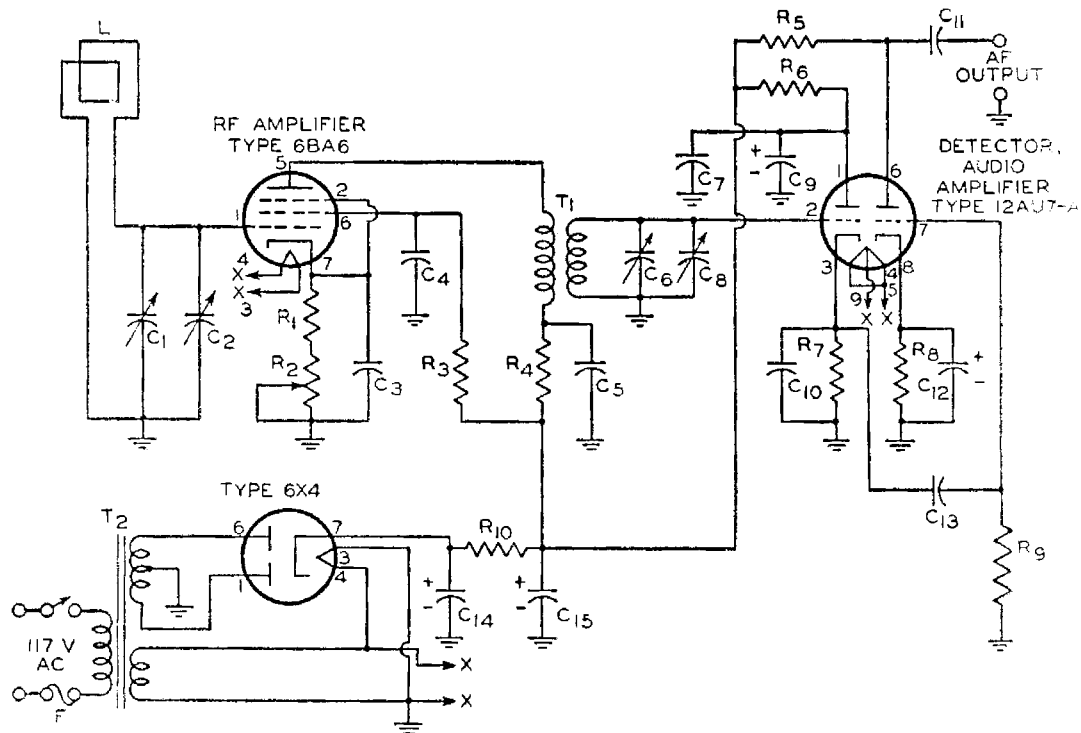 L
RF AMPLIFIER
TYPE 6BA6
5
2
6
1
4
X
X
3
7
C1
C2
R1
R2
C3
C4
R3
R4
C5
T1
C6
C8
R5
R6
C7
+
-
C9
C11
AF
OUTPUT
DETECTOR,
AUDIO
AMPLIFIER
TYPE 12AU7-A
1
6
2
7
3
4
5
8
9
X
X
R7
C10
R8
C12
+
-
C13
R9
TYPE 6X4
T2
6
7
3
4
1
R10
+
-
C14
+
-
C15
117 V
AC
F
X
X